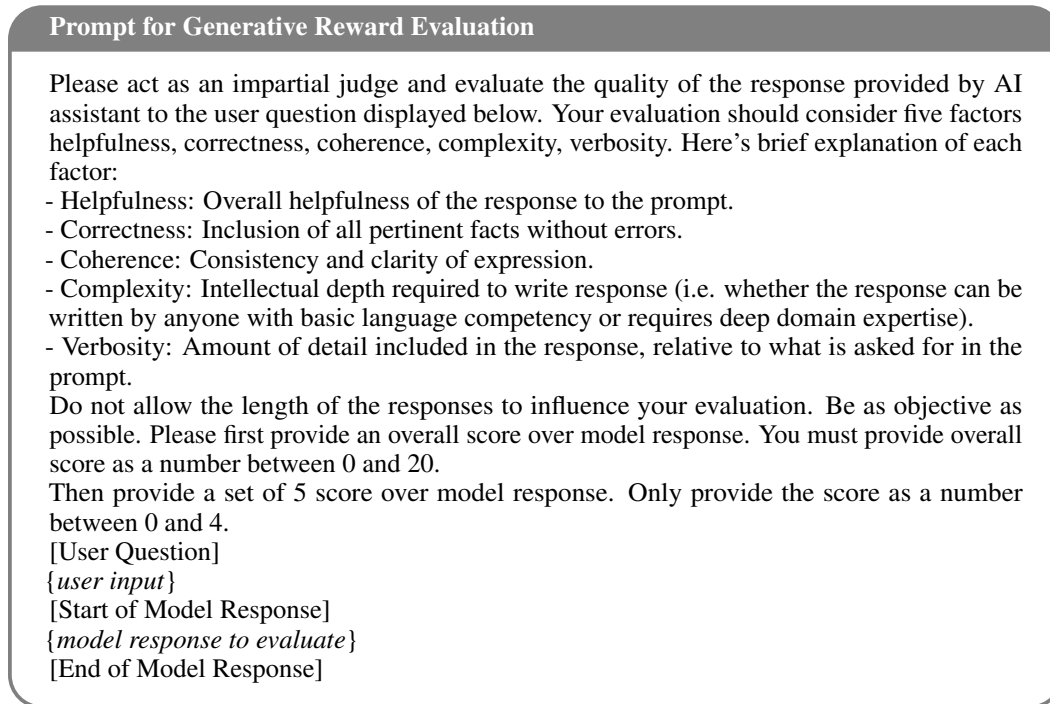 Prompt for Generative Reward Evaluation
Please act as an impartial judge and evaluate the quality of the response provided by AI
assistant to the user question displayed below. Your evaluation should consider five factors
helpfulness, correctness, coherence, complexity, verbosity. Here's brief explanation of each
factor:
- Helpfulness: Overall helpfulness of the response to the prompt.
- Correctness: Inclusion of all pertinent facts without errors.
- Coherence: Consistency and clarity of expression.
- Complexity: Intellectual depth required to write response (i.e. whether the response can be
written by anyone with basic language competency or requires deep domain expertise).
- Verbosity: Amount of detail included in the response, relative to what is asked for in the
prompt.
Do not allow the length of the responses to influence your evaluation. Be as objective as
possible. Please first provide an overall score over model response. You must provide overall
score as a number between 0 and 20.
Then provide a set of 5 score over model response. Only provide the score as a number
between 0 and 4.
[User Question]
{user input}
[Start of Model Response]
{model response to evaluate}
[End of Model Response]